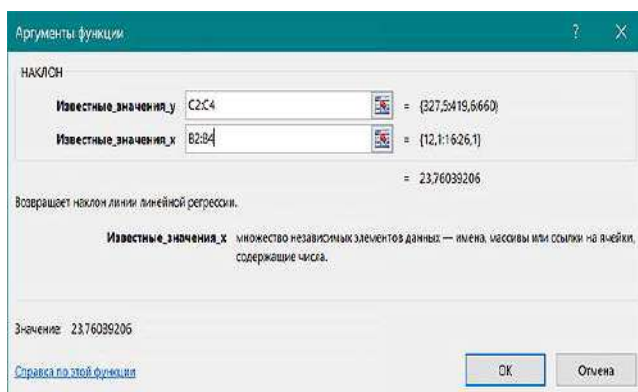 Аргументы функции ? X
НАКЛОН
Известные_значения_y C2:C4 = {327,5:419,6:660}
Известные_значения_x B2:B4 = {12,1:16:26,1}
= 23,76039206
Возвращает наклон линии линейной регрессии.
Известные_значения_x множество независимых элементов данных — имена, массивы или ссылки на ячейки,
содержащие числа.
Значение: 23,76039206
Справка по этой функции OK Отмена